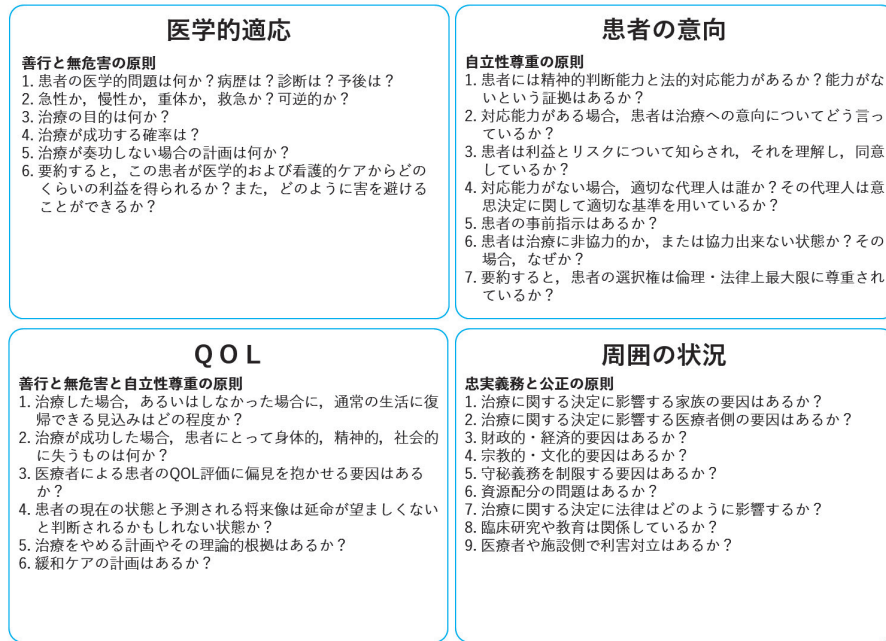 医学的適応
善行と無危害の原則
1. 患者の医学的問題は何か？病歴は？診断は？予後は？
2. 急性か，慢性か，重体か，救急か？可逆的か？
3. 治療の目的は何か？
4. 治療が成功する確率は？
5. 治療が奏功しない場合の計画は何か？
6. 要約すると，この患者が医学的および看護的ケアからどの
くらいの利益を得られるか？また，どのように害を避ける
ことができるか？
患者の意向
自立性尊重の原則
1. 患者には精神的判断能力と法的対応能力があるか？能力がな
いという証拠はあるか？
2. 対応能力がある場合，患者は治療への意向についてどう言っ
ているか？
3. 患者は利益とリスクについて知らされ，それを理解し，同意
しているか？
4. 対応能力がない場合，適切な代理人は誰か？その代理人は意
思決定に関して適切な基準を用いているか？
5. 患者の事前指示はあるか？
6. 患者は治療に非協力的か，または協力出来ない状態か？その
場合，なぜか？
7. 要約すると，患者の選択権は倫理・法律上最大限に尊重され
ているか？
ＱＯＬ
善行と無危害と自立性尊重の原則
1. 治療した場合，あるいはしなかった場合に，通常の生活に復
帰できる見込みはどの程度か？
2. 治療が成功した場合，患者にとって身体的，精神的，社会的
に失うものは何か？
3. 医療者による患者のQOL評価に偏見を抱かせる要因はある
か？
4. 患者の現在の状態と予測される将来像は延命が望ましくない
と判断されるかもしれない状態か？
5. 治療をやめる計画やその理論的根拠はあるか？
6. 緩和ケアの計画はあるか？
周囲の状況
忠実義務と公正の原則
1. 治療に関する決定に影響する家族の要因はあるか？
2. 治療に関する決定に影響する医療者側の要因はあるか？
3. 財政的・経済的要因はあるか？
4. 宗教的・文化的要因はあるか？
5. 守秘義務を制限する要因はあるか？
6. 資源配分の問題はあるか？
7. 治療に関する決定に法律はどのように影響するか？
8. 臨床研究や教育は関係しているか？
9. 医療者や施設側で利害対立はあるか？